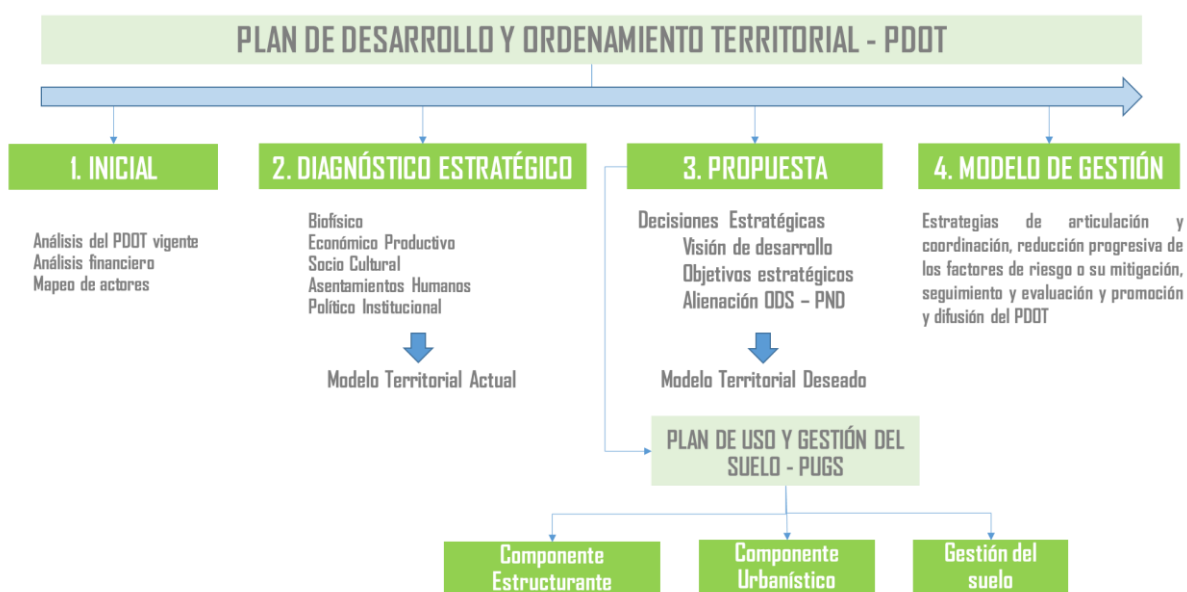 PLAN DE DESARROLLO Y ORDENAMIENTO TERRITORIAL - PDOT
1. INICIAL
Análisis del PDOT vigente
Análisis financiero
Mapeo de actores
2. DIAGNÓSTICO ESTRATÉGICO
Biofísico
Económico Productivo
Socio Cultural
Asentamientos Humanos
Político Institucional
Modelo Territorial Actual
3. PROPUESTA
Decisiones Estratégicas
Visión de desarrollo
Objetivos estratégicos
Alienación ODS – PND
Modelo Territorial Deseado
4. MODELO DE GESTIÓN
Estrategias de articulación y
coordinación, reducción progresiva de
los factores de riesgo o su mitigación,
seguimiento y evaluación y promoción
y difusión del PDOT
PLAN DE USO Y GESTIÓN DEL
SUELO - PUGS
Componente
Estructurante
Componente
Urbanístico
Gestión del
suelo